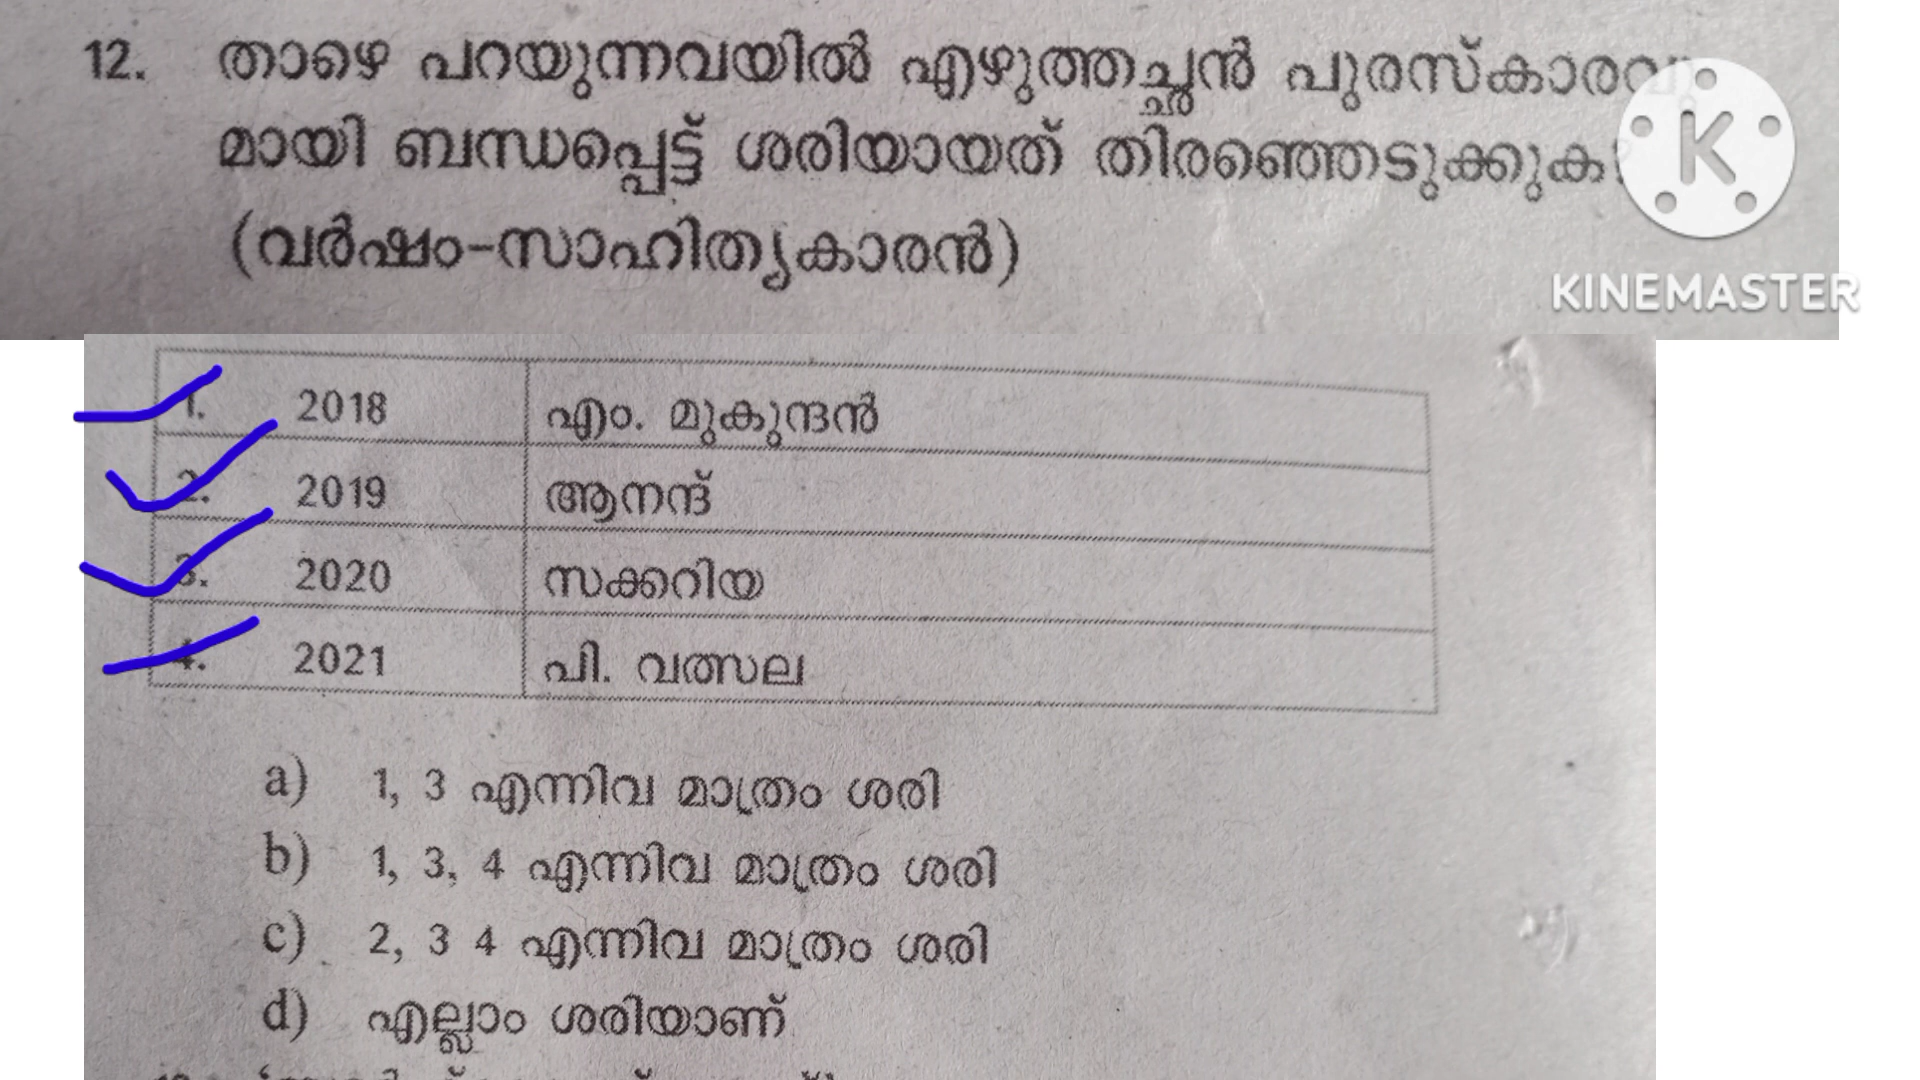 12. താഴെ പറയുന്നവയിൽ എഴുത്തച്ഛൻ പുരസ്കാരവു
മായി ബന്ധപ്പെട്ട് ശരിയായത് തിരഞ്ഞെടുക്കുക?
(വർഷം-സാഹിത്യകാരൻ)
KINEMASTER
1. 2018 എം. മുകുന്ദൻ
2. 2019 ആനന്ദ്
3. 2020 സക്കറിയ
4. 2021 പി. വത്സല
a) 1, 3 എന്നിവ മാത്രം ശരി
b) 1, 3, 4 എന്നിവ മാത്രം ശരി
c) 2, 3 4 എന്നിവ മാത്രം ശരി
d) എല്ലാം ശരിയാണ്